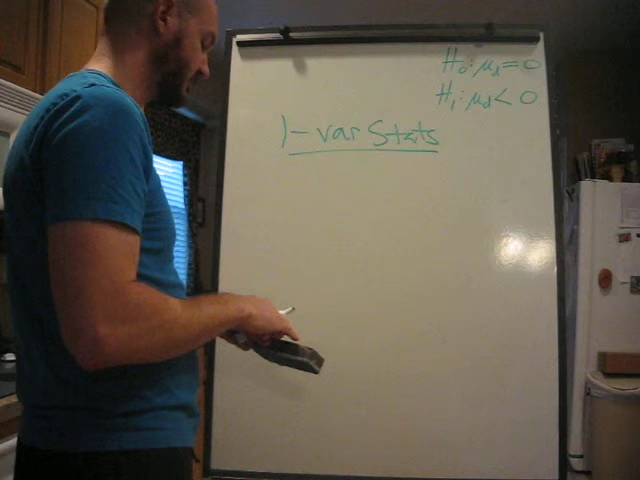 H₀: μd = 0
H₁: μd < 0
1-var Stats